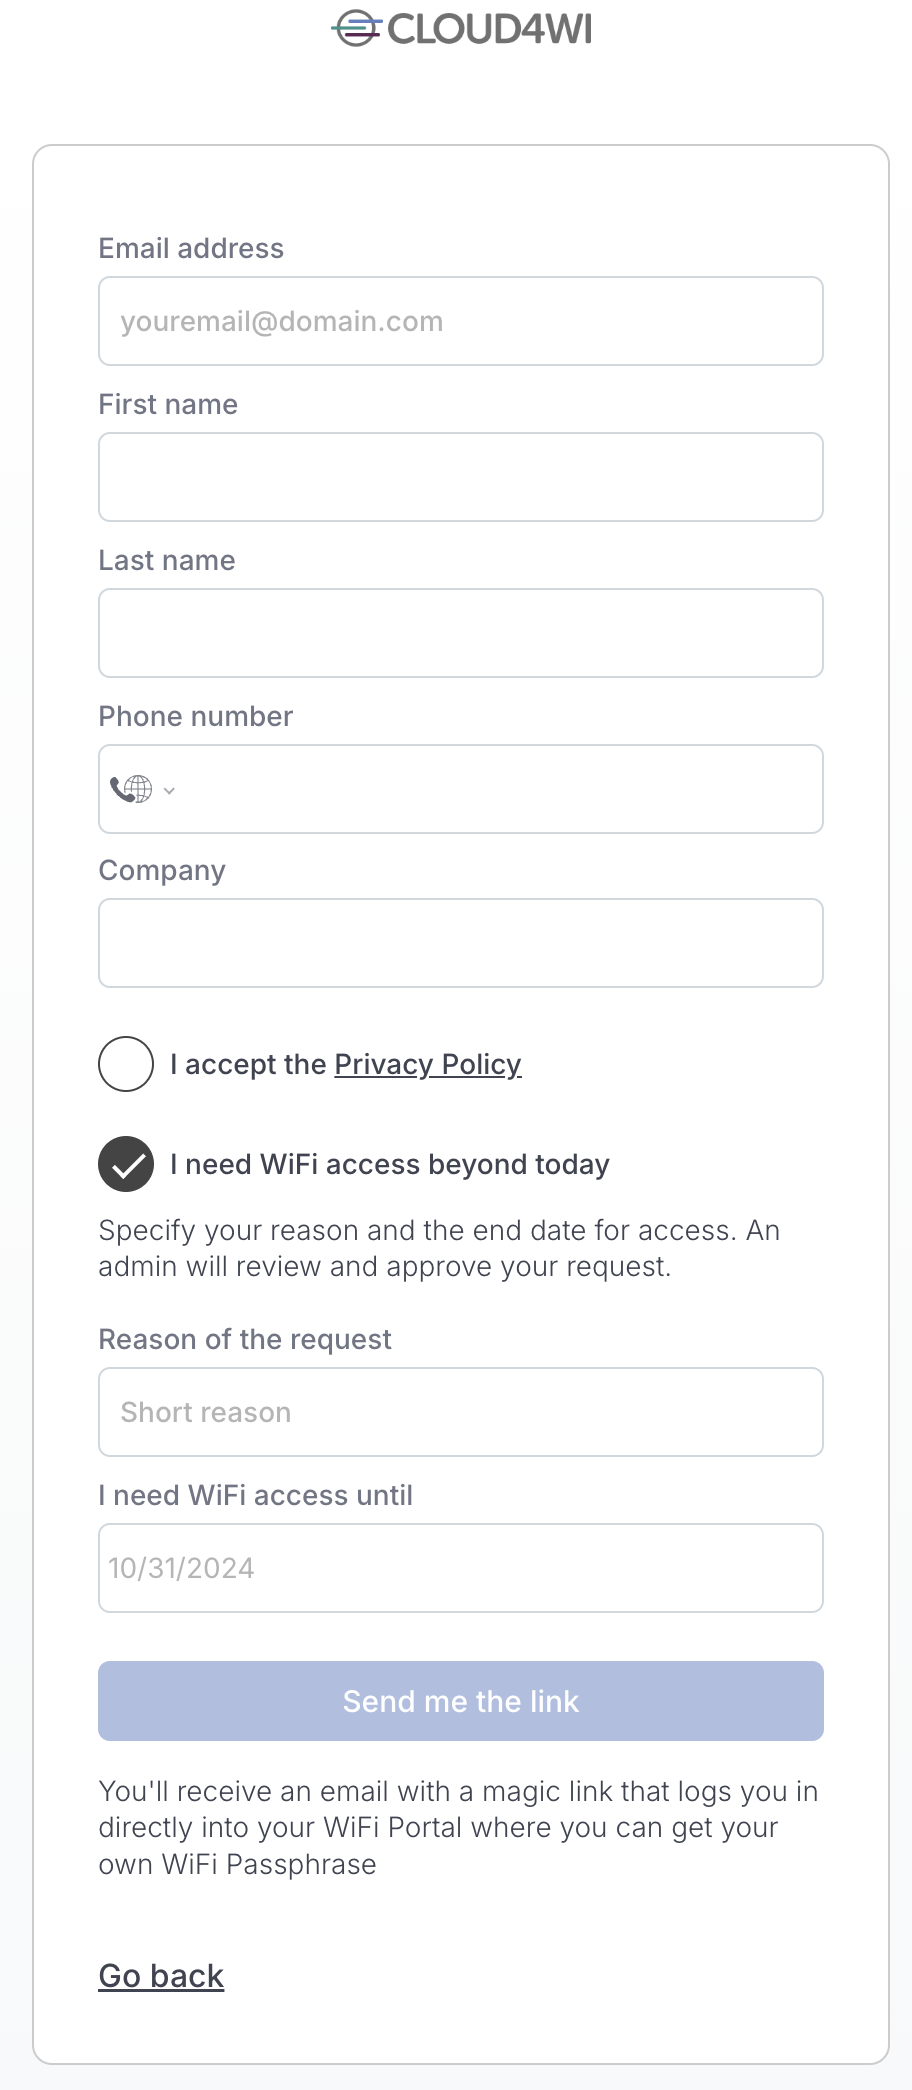 CLOUD4WI
Email address
youremail@domain.com
First name
Last name
Phone number
Company
I accept the Privacy Policy
I need WiFi access beyond today
Specify your reason and the end date for access. An
admin will review and approve your request.
Reason of the request
Short reason
I need WiFi access until
10/31/2024
Send me the link
You'll receive an email with a magic link that logs you in
directly into your WiFi Portal where you can get your
own WiFi Passphrase
Go back